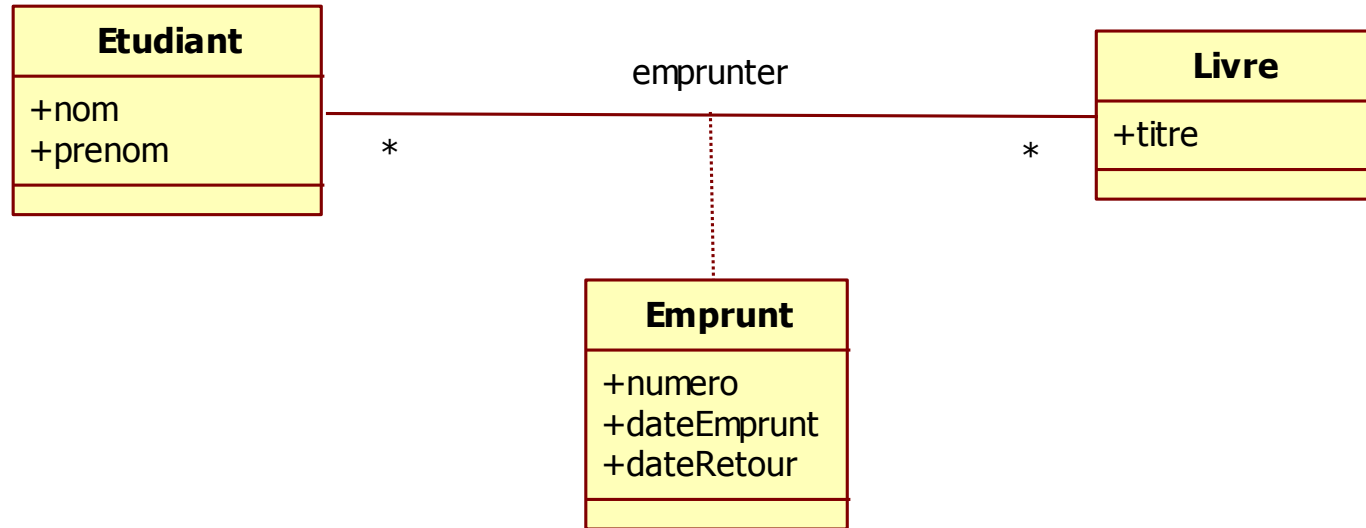 Etudiant
+nom
+prenom
emprunter
*
*
Livre
+titre
Emprunt
+numero
+dateEmprunt
+dateRetour